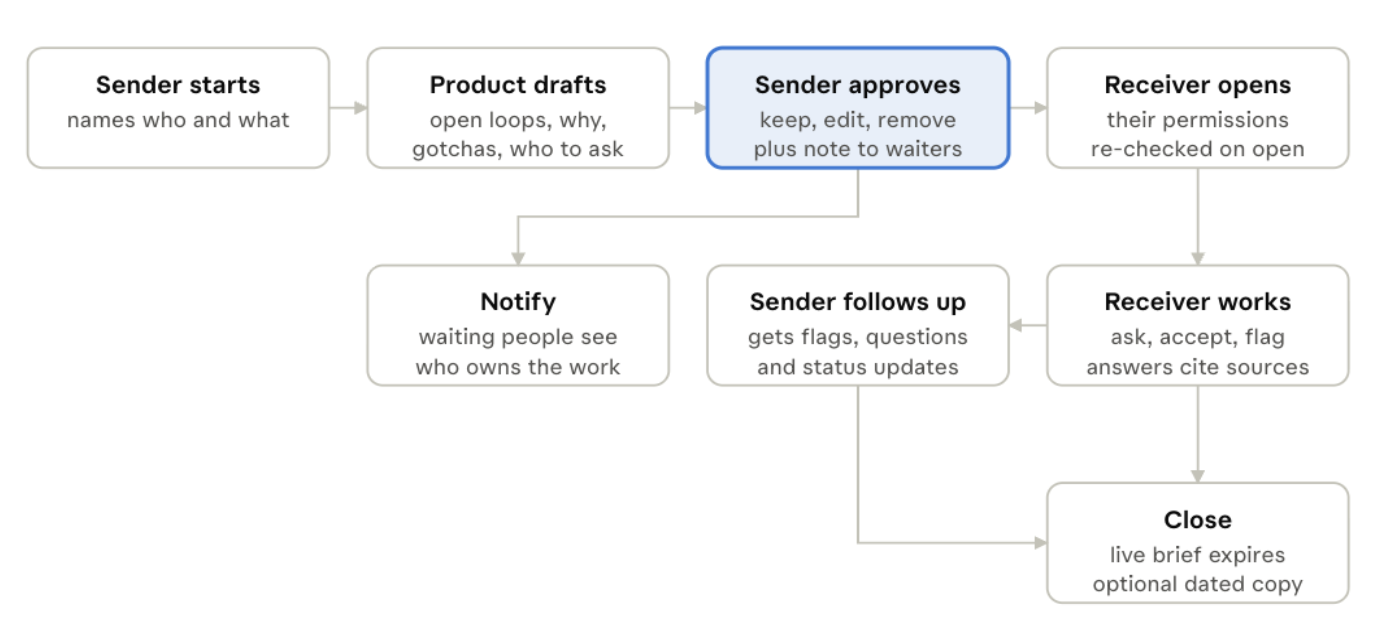 Sender starts
names who and what
Product drafts
open loops, why,
gotchas, who to ask
Sender approves
keep, edit, remove
plus note to waiters
Receiver opens
their permissions
re-checked on open
Notify
waiting people see
who owns the work
Sender follows up
gets flags, questions
and status updates
Receiver works
ask, accept, flag
answers cite sources
Close
live brief expires
optional dated copy